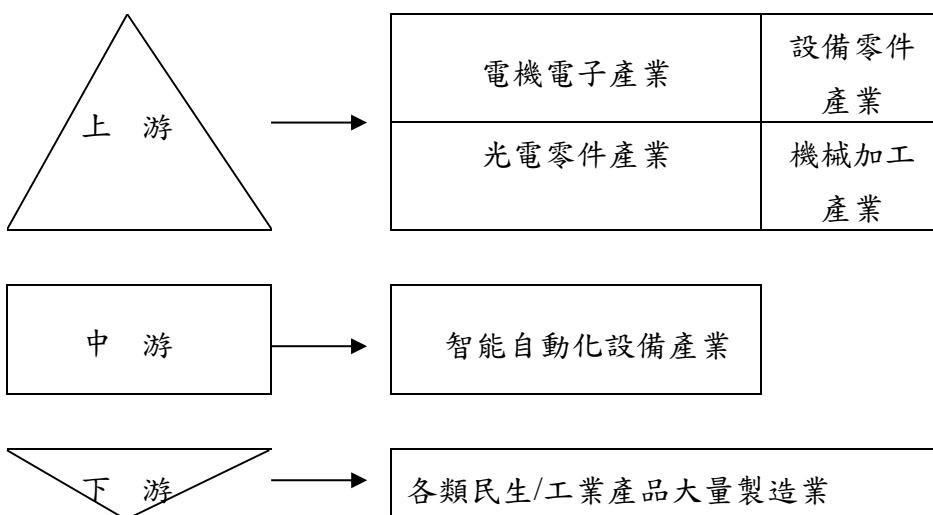 上 游
電機電子產業
設備零件
產業
光電零件產業
機械加工
產業
中 游
智能自動化設備產業
下 游
各類民生/工業產品大量製造業